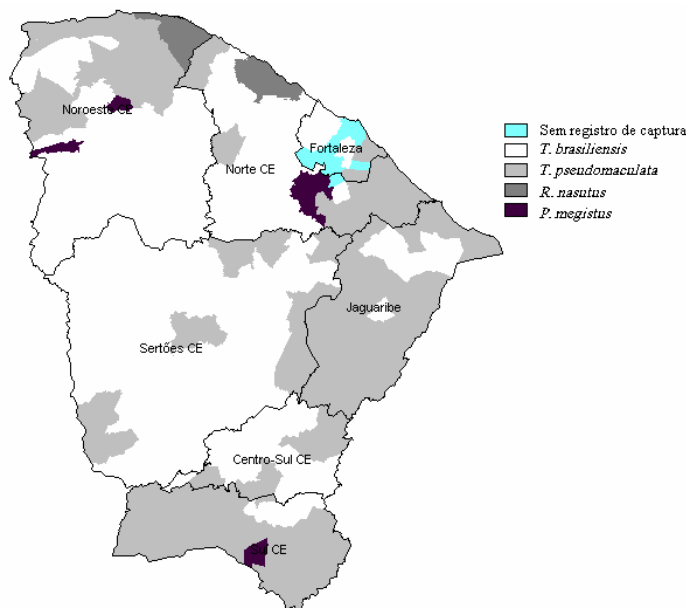 Sem registro de captura
T. brasiliensis
T. pseudomaculata
R. nasutus
P. megistus
Noroeste CE
Fortaleza
Norte CE
Jaguaribe
Sertões CE
Centro-Sul CE
Sul CE